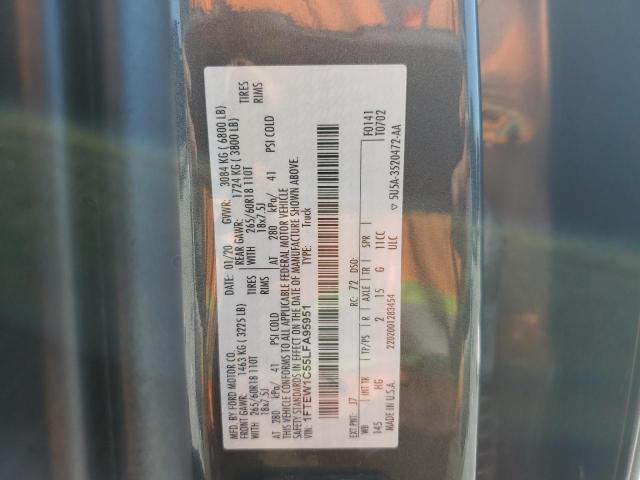 MFD. BY FORD MOTOR CO.
DATE: 01/20 GVWR: 3084 KG ( 6800 LB)
FRONT GAWR: 1463 KG ( 3225 LB) REAR GAWR: 1724 KG ( 3800 LB)
WITH 265/60R18 110T TIRES WITH 265/60R18 110T TIRES
18x7.5J RIMS 18x7.5J RIMS
AT 280 kPa/ 41 PSI COLD AT 280 kPa/ 41 PSI COLD
THIS VEHICLE CONFORMS TO ALL APPLICABLE FEDERAL MOTOR VEHICLE
SAFETY STANDARDS IN EFFECT ON THE DATE OF MANUFACTURE SHOWN ABOVE.
VIN: 1FTEW1C55LFA95951 TYPE: Truck
F0141
T0702
EXT PNT: J7 RC: 72 DSO:
WB INT TR TP/PS R AXLE TR SPR
145 HG 2 15 G 11CC
MADE IN U.S.A. 2202001283454 ULC
▽ 5U5A-3520472-AA